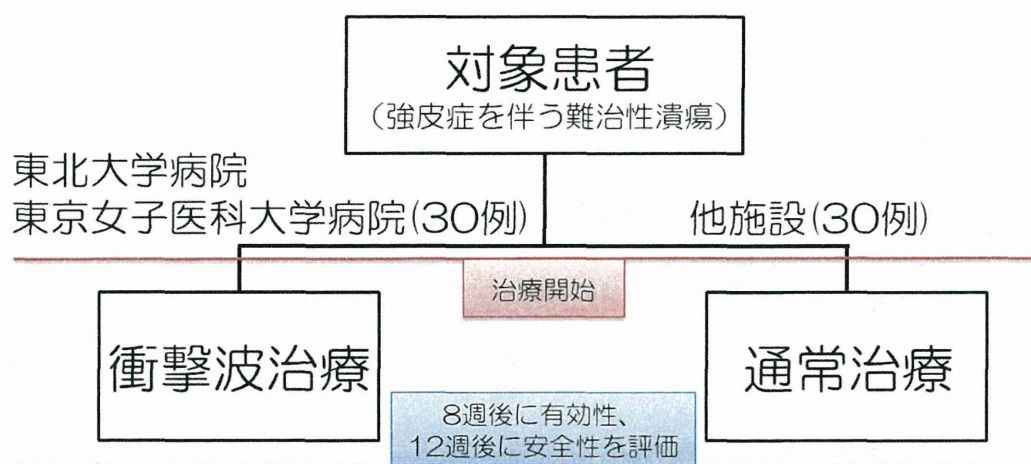 対象患者
（強皮症を伴う難治性潰瘍）
東北大学病院
東京女子医科大学病院(30例)
他施設(30例)
治療開始
衝撃波治療
通常治療
8週後に有効性、
12週後に安全性を評価